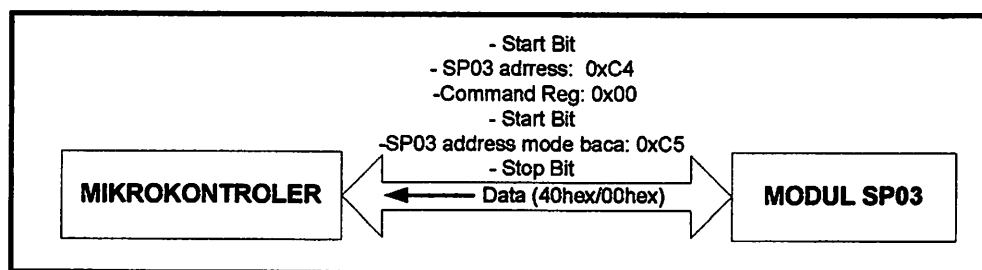 - Start Bit
- SP03 adrress: 0xC4
-Command Reg: 0x00
- Start Bit
-SP03 address mode baca: 0xC5
- Stop Bit
MIKROKONTROLER
Data (40hex/00hex)
MODUL SP03